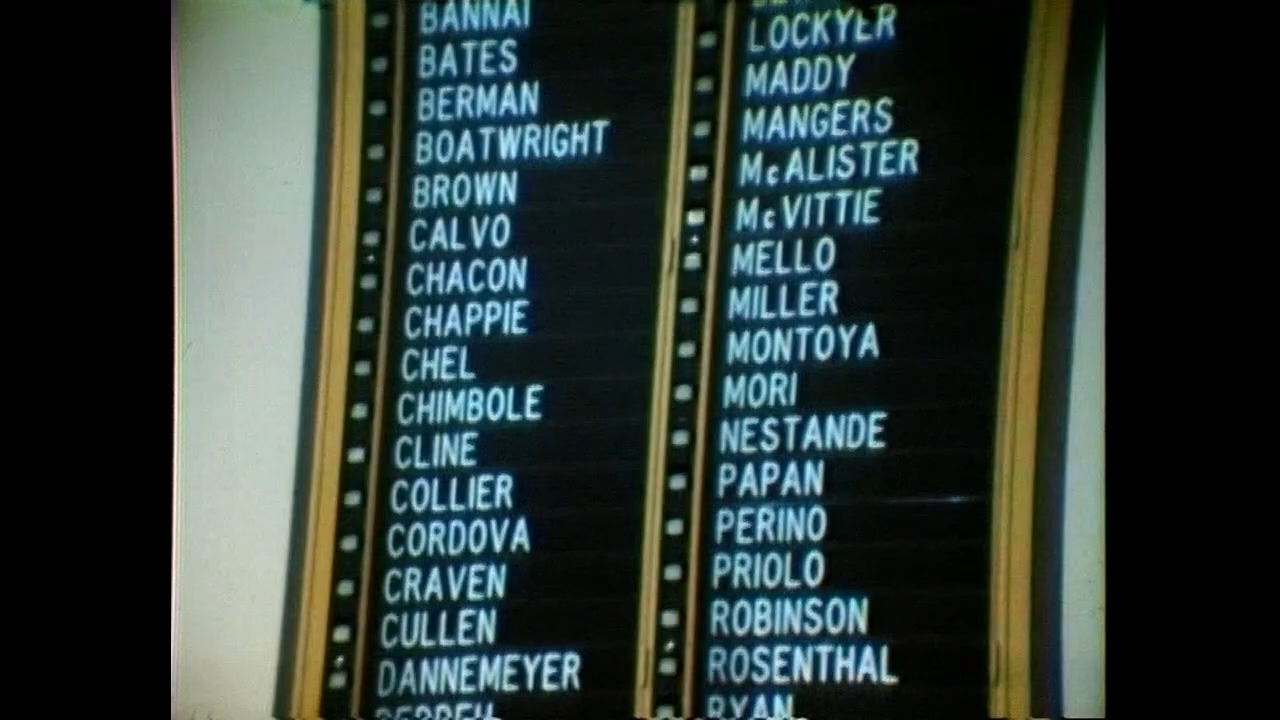 BANNAI
BATES
BERMAN
BOATWRIGHT
BROWN
CALVO
CHACON
CHAPPIE
CHEL
CHIMBOLE
CLINE
COLLIER
CORDOVA
CRAVEN
CULLEN
DANNEMEYER
LOCKYER
MADDY
MANGERS
McALISTER
McVITTIE
MELLO
MILLER
MONTOYA
MORI
NESTANDE
PAPAN
PERINO
PRIOLO
ROBINSON
ROSENTHAL
RYAN